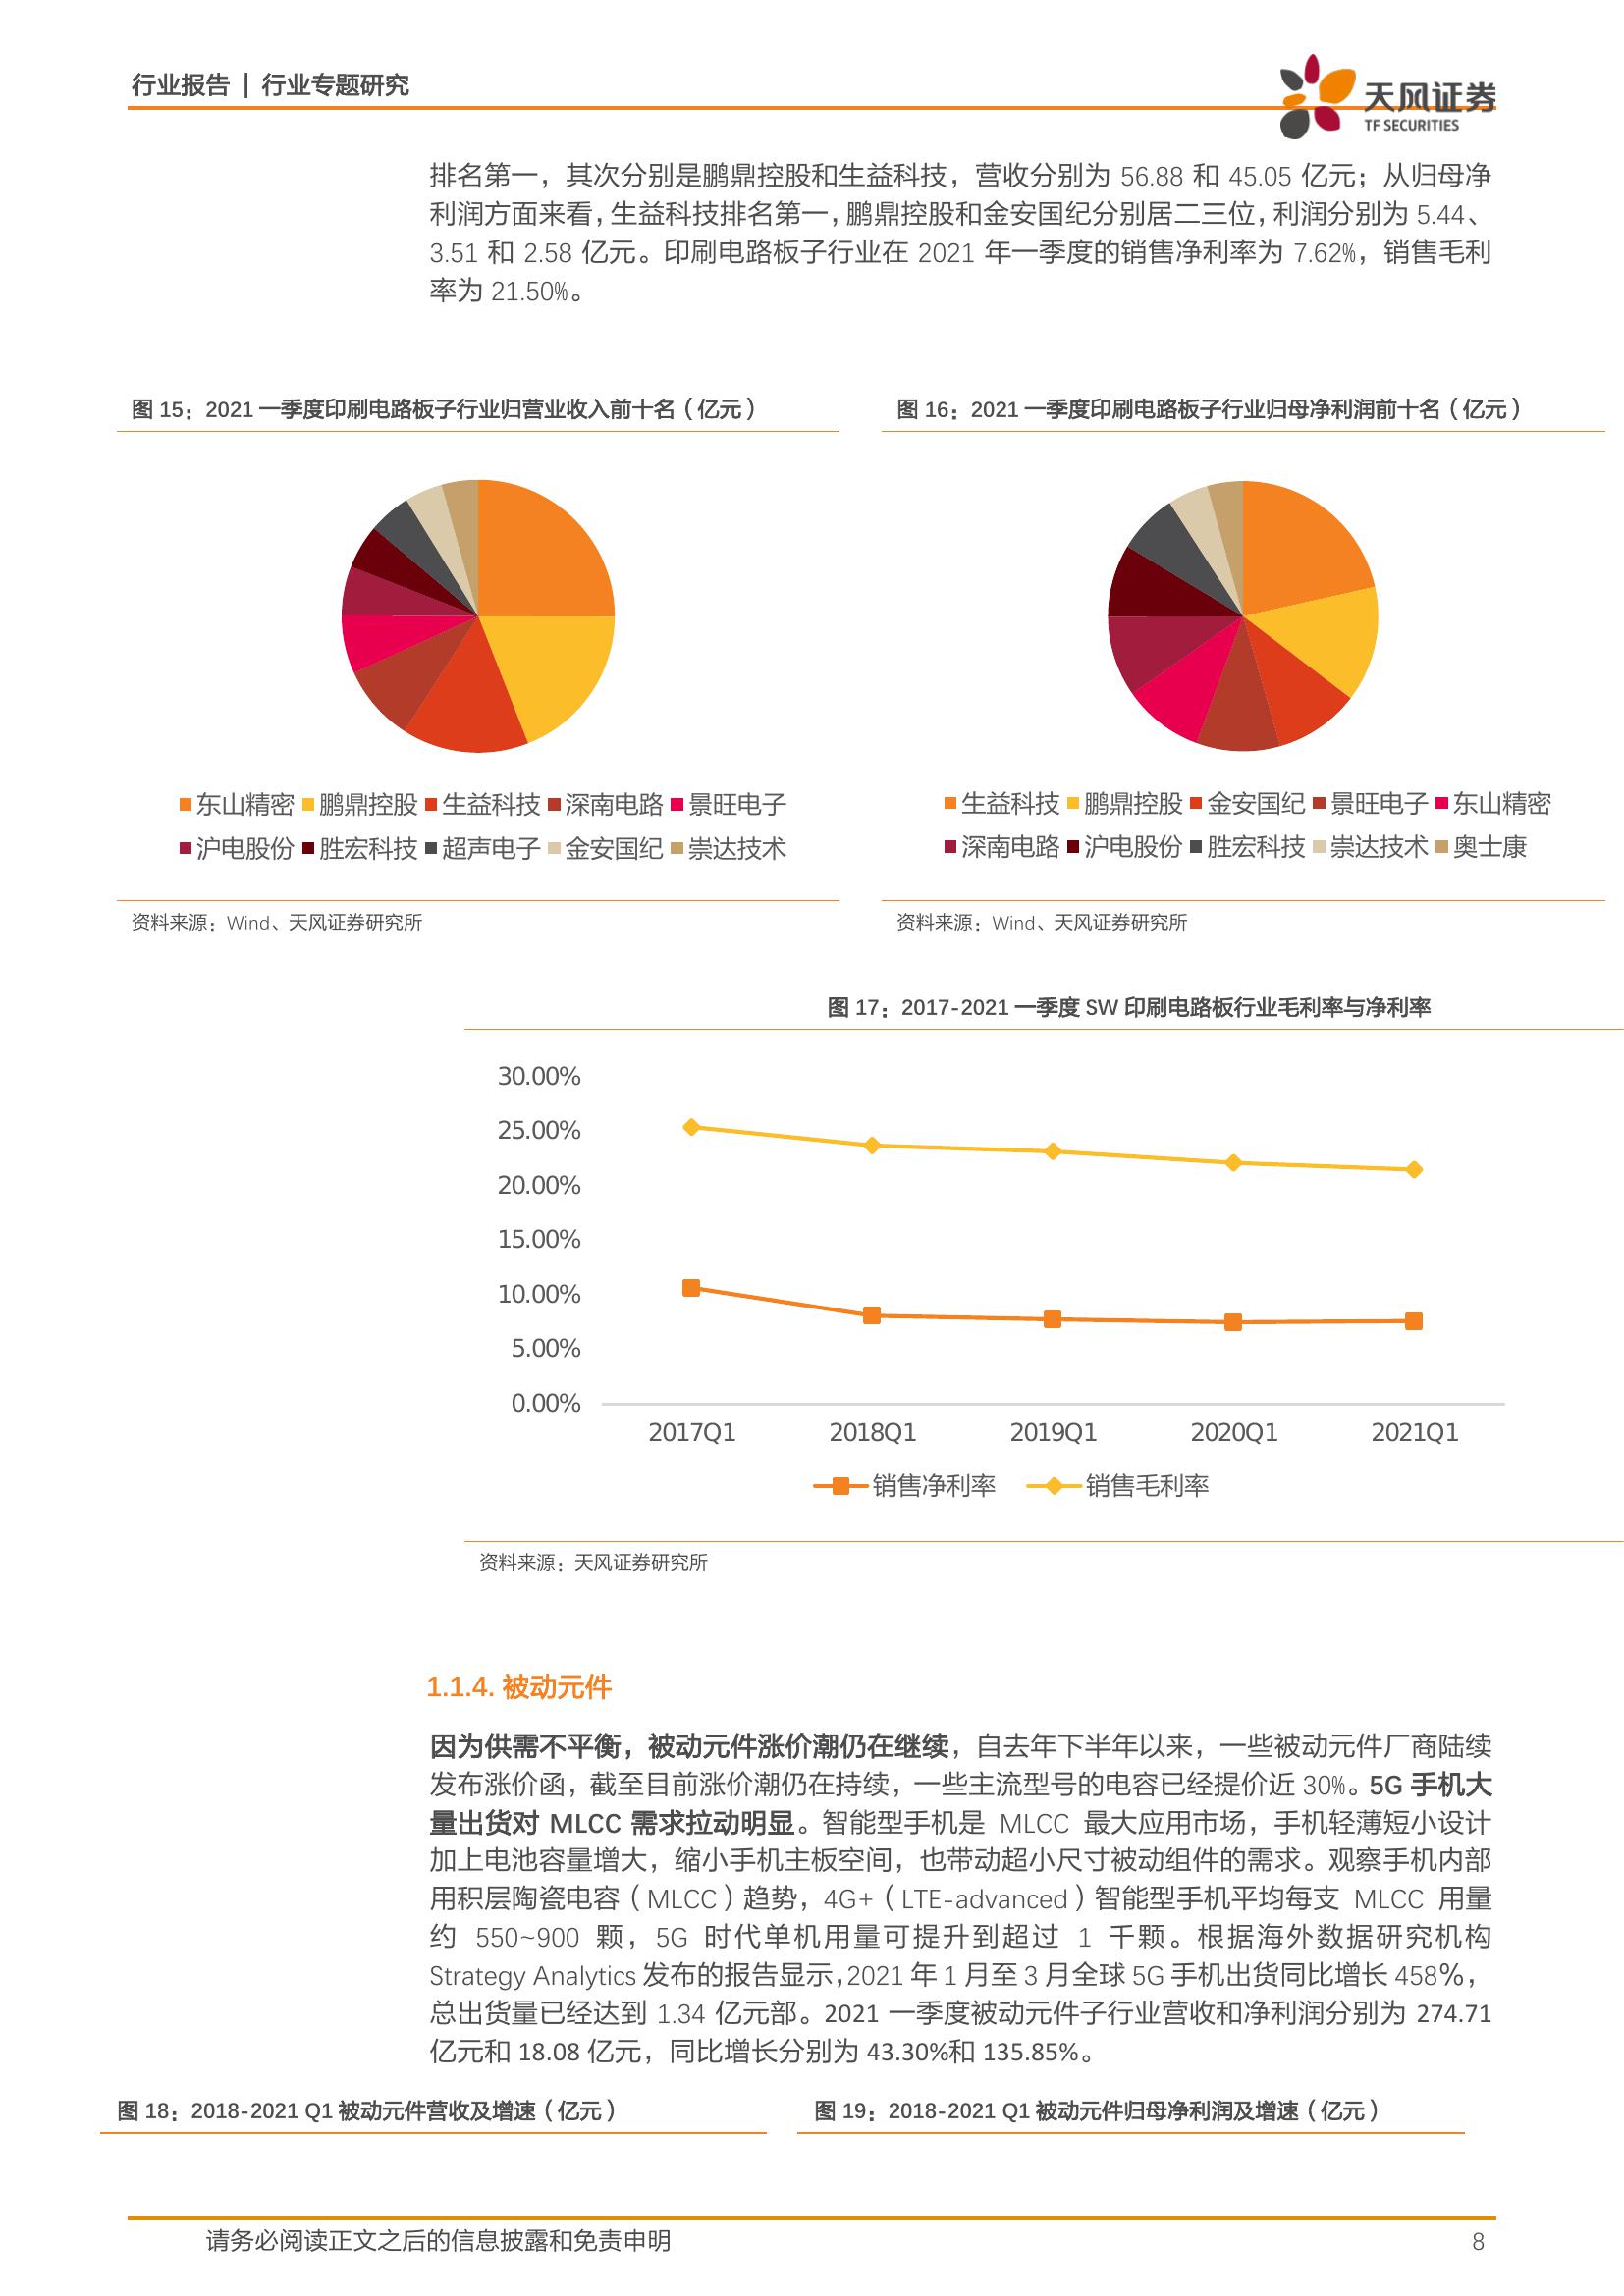 行业报告 | 行业专题研究
天风证券
TF SECURITIES
排名第一，其次分别是鹏鼎控股和生益科技，营收分别为 56.88 和 45.05 亿元；从归母净
利润方面来看，生益科技排名第一，鹏鼎控股和金安国纪分别居二三位，利润分别为 5.44、
3.51 和 2.58 亿元。印刷电路板子行业在 2021 年一季度的销售净利率为 7.62%，销售毛利
率为 21.50%。
图 15：2021 一季度印刷电路板子行业归营业收入前十名（亿元）
东山精密 鹏鼎控股 生益科技 深南电路 景旺电子
沪电股份 胜宏科技 超声电子 金安国纪 崇达技术
资料来源：Wind、天风证券研究所
图 16：2021 一季度印刷电路板子行业归母净利润前十名（亿元）
生益科技 鹏鼎控股 金安国纪 景旺电子 东山精密
深南电路 沪电股份 胜宏科技 崇达技术 奥士康
资料来源：Wind、天风证券研究所
图 17：2017-2021 一季度 SW 印刷电路板行业毛利率与净利率
30.00%
25.00%
20.00%
15.00%
10.00%
5.00%
0.00%
2017Q1 2018Q1 2019Q1 2020Q1 2021Q1
销售净利率 销售毛利率
资料来源：天风证券研究所
1.1.4. 被动元件
因为供需不平衡，被动元件涨价潮仍在继续，自去年下半年以来，一些被动元件厂商陆续
发布涨价函，截至目前涨价潮仍在持续，一些主流型号的电容已经提价近 30%。5G 手机大
量出货对 MLCC 需求拉动明显。智能型手机是 MLCC 最大应用市场，手机轻薄短小设计
加上电池容量增大，缩小手机主板空间，也带动超小尺寸被动组件的需求。观察手机内部
用积层陶瓷电容（MLCC）趋势，4G+（LTE-advanced）智能型手机平均每支 MLCC 用量
约 550~900 颗，5G 时代单机用量可提升到超过 1 千颗。根据海外数据研究机构
Strategy Analytics 发布的报告显示，2021 年 1 月至 3 月全球 5G 手机出货同比增长 458%，
总出货量已经达到 1.34 亿元部。2021 一季度被动元件子行业营收和净利润分别为 274.71
亿元和 18.08 亿元，同比增长分别为 43.30%和 135.85%。
图 18：2018-2021 Q1 被动元件营收及增速（亿元）
图 19：2018-2021 Q1 被动元件归母净利润及增速（亿元）
请务必阅读正文之后的信息披露和免责申明
8